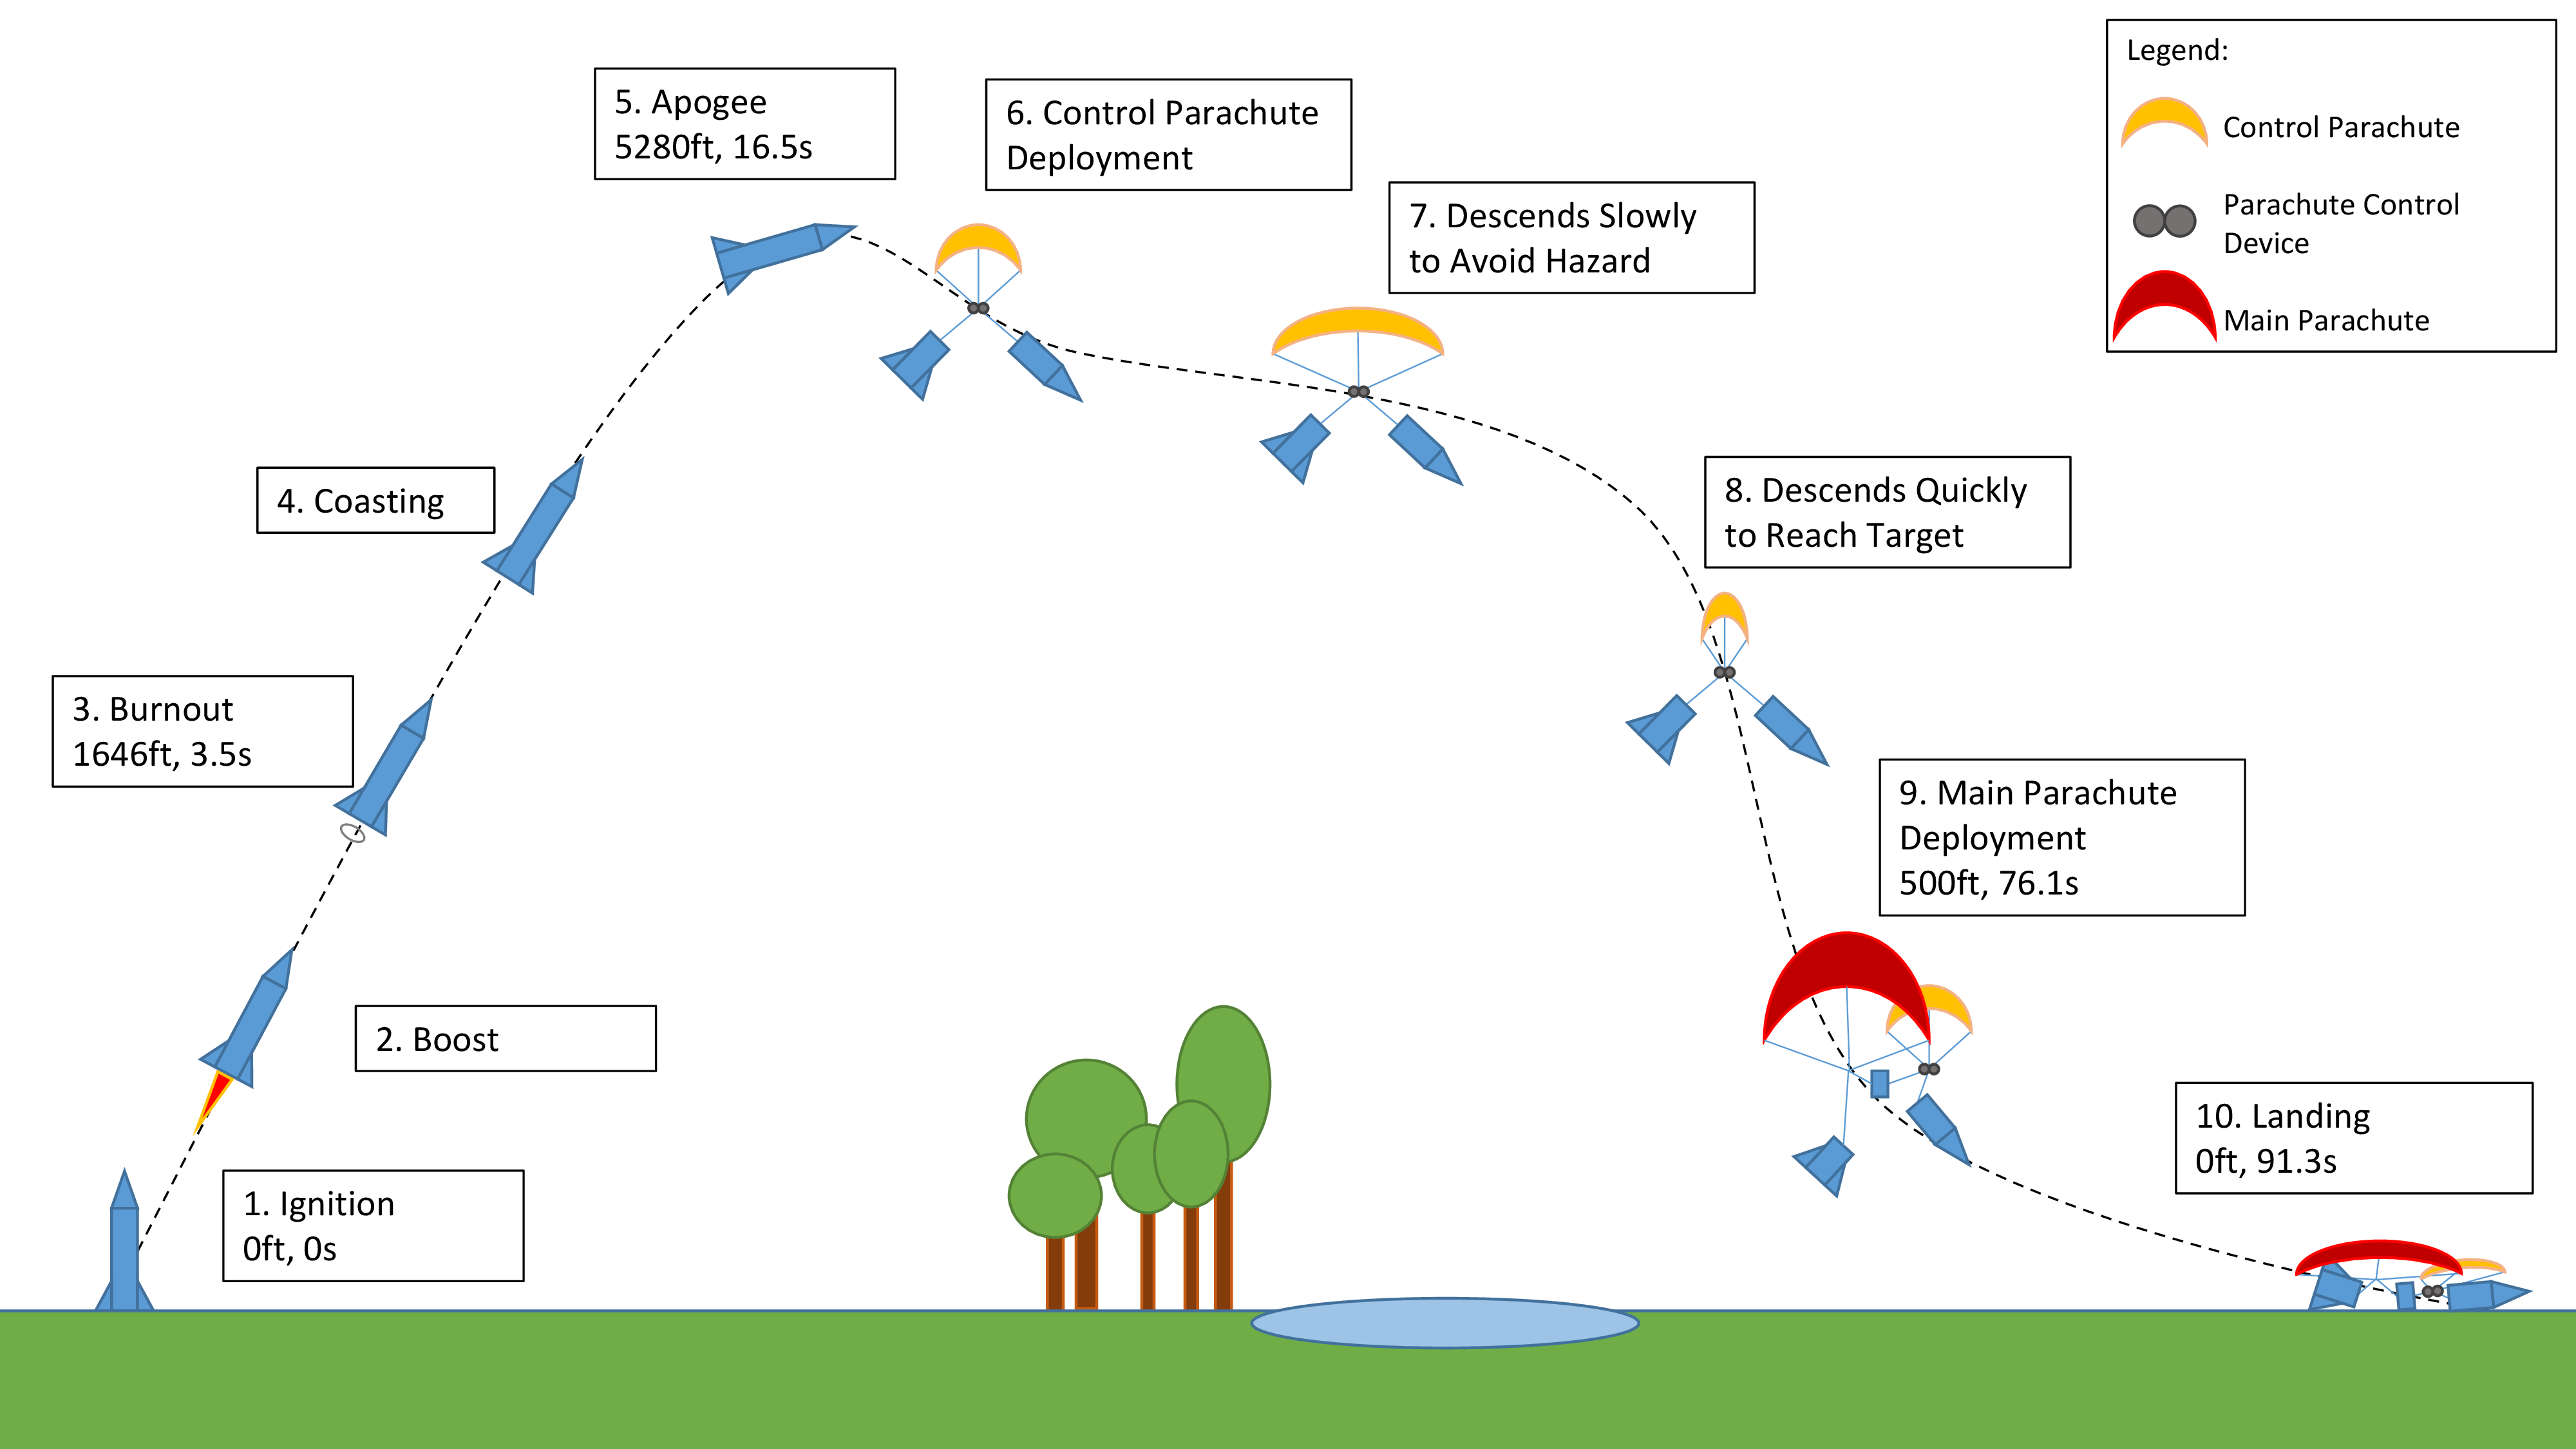 Legend:
Control Parachute
Parachute Control
Device
Main Parachute
5. Apogee
5280ft, 16.5s
6. Control Parachute
Deployment
7. Descends Slowly
to Avoid Hazard
4. Coasting
8. Descends Quickly
to Reach Target
3. Burnout
1646ft, 3.5s
9. Main Parachute
Deployment
500ft, 76.1s
2. Boost
10. Landing
0ft, 91.3s
1. Ignition
0ft, 0s